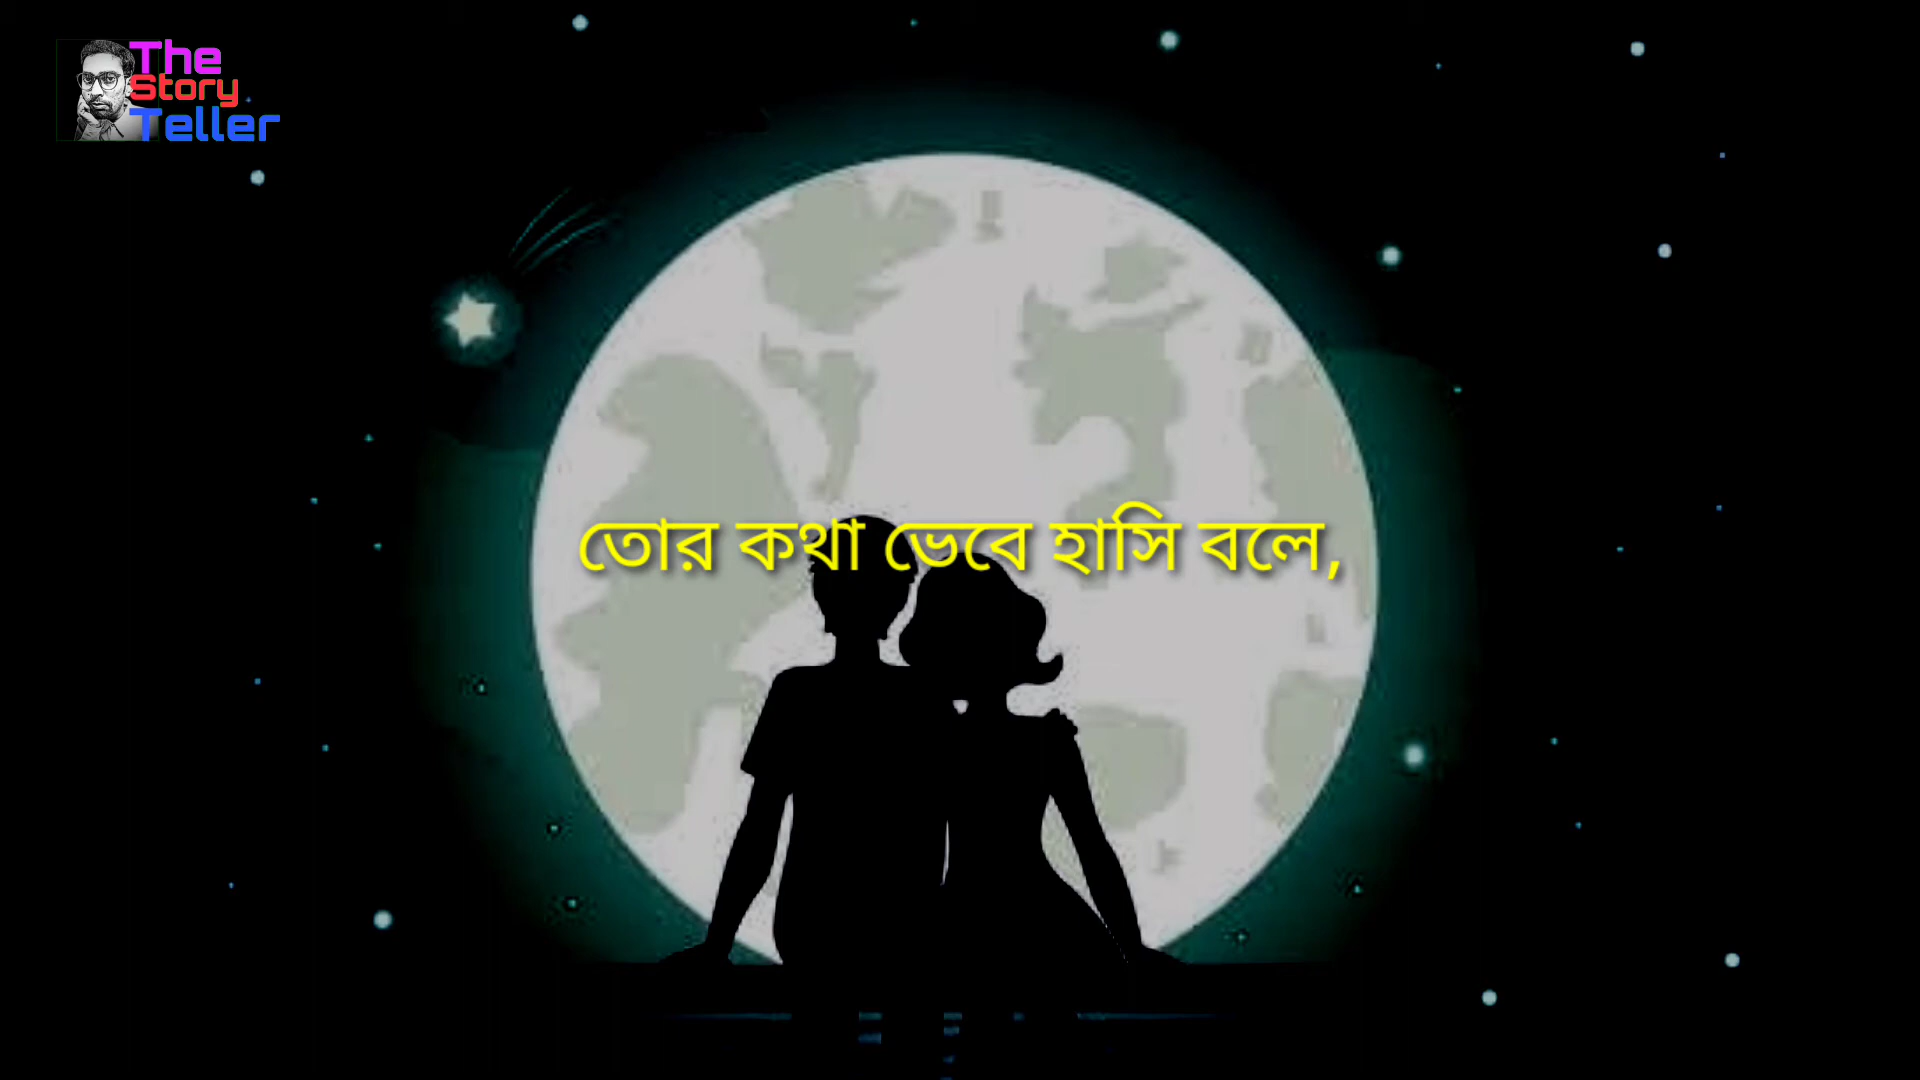 The
Story
Teller
তোর কথা ভেবে হাসি বলে,